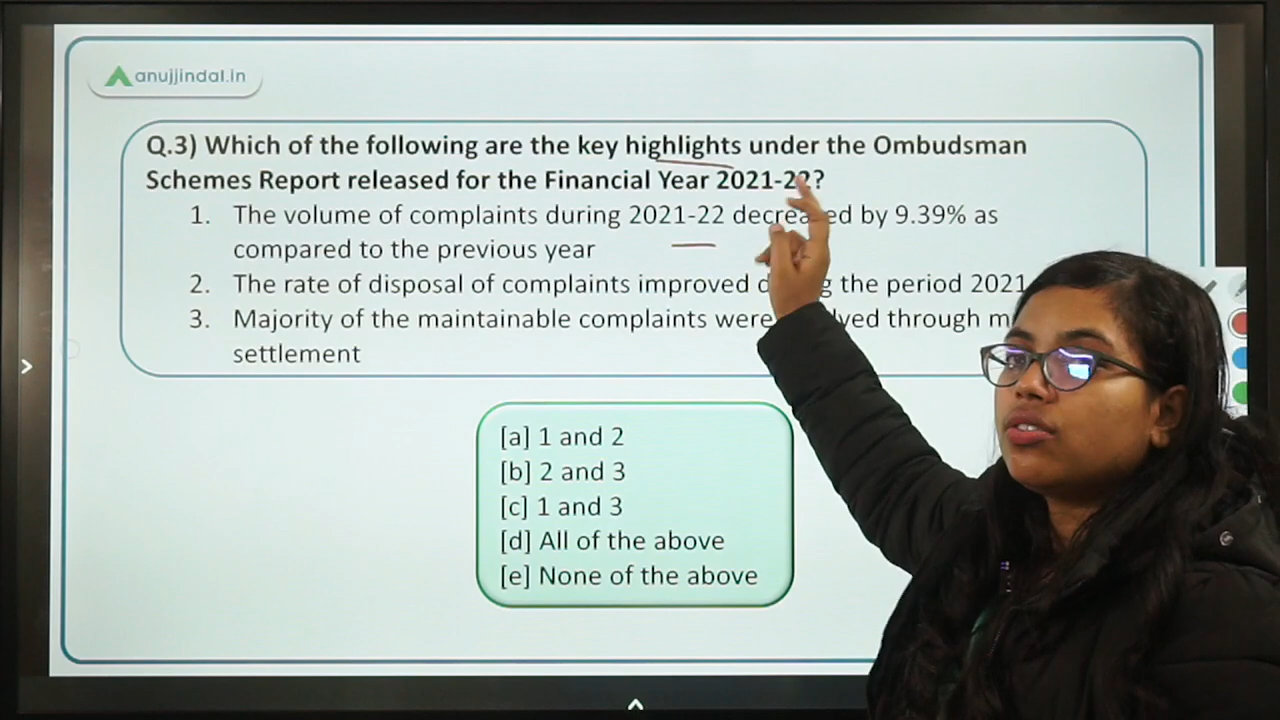 anujjindal.in
Q.3) Which of the following are the key highlights under the Ombudsman
Schemes Report released for the Financial Year 2021-22?
1. The volume of complaints during 2021-22 decreased by 9.39% as
compared to the previous year
2. The rate of disposal of complaints improved the period 2021
3. Majority of the maintainable complaints were through
settlement
[a] 1 and 2
[b] 2 and 3
[c] 1 and 3
[d] All of the above
[e] None of the above